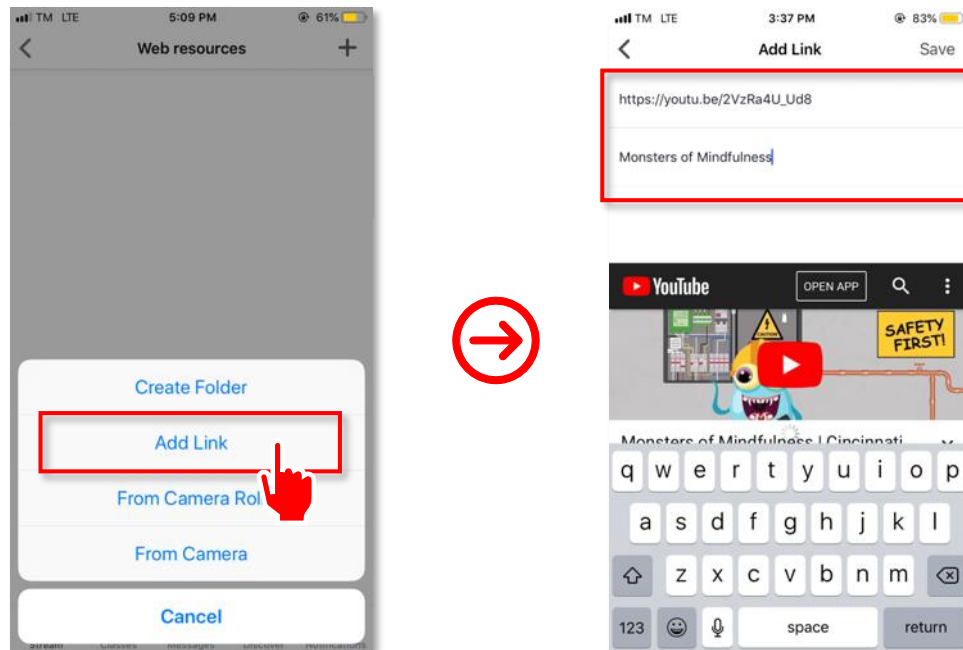 TM LTE 5:09 PM 61%
Web resources +
Create Folder
Add Link
From Camera Rol
From Camera
Cancel
Stream Classes Messages Discover Notifications
TM LTE 3:37 PM 83%
Add Link Save
https://youtu.be/2VzRa4U_Ud8
Monsters of Mindfulness
YouTube OPEN APP
CAUTION
SAFETY
FIRST!
Monsters of Mindfulness | Cincinnati
q w e r t y u i o p
a s d f g h j k l
z x c v b n m
123 space return